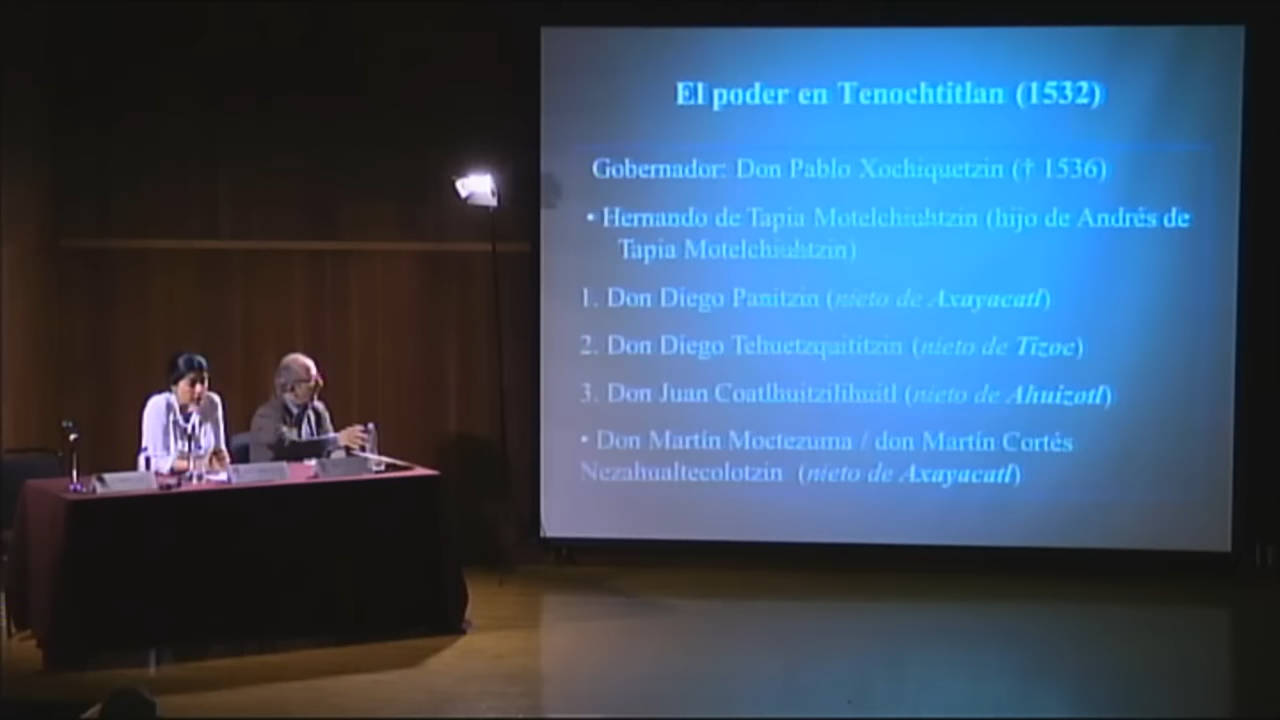 El poder en Tenochtitlan (1532)
Gobernador: Don Pablo Xochiquetzin († 1536)
• Hernando de Tapia Motelchiuhtzin (hijo de Andrés de
Tapia Motelchiuhtzin)
1. Don Diego Panitzin (nieto de Axayacatl)
2. Don Diego Tehuetzquititzin (nieto de Tizoc)
3. Don Juan Coatlhuitzilihuitl (nieto de Ahuizotl)
• Don Martín Moctezuma / don Martín Cortés
Nezahualtecolotzin (nieto de Axayacatl)